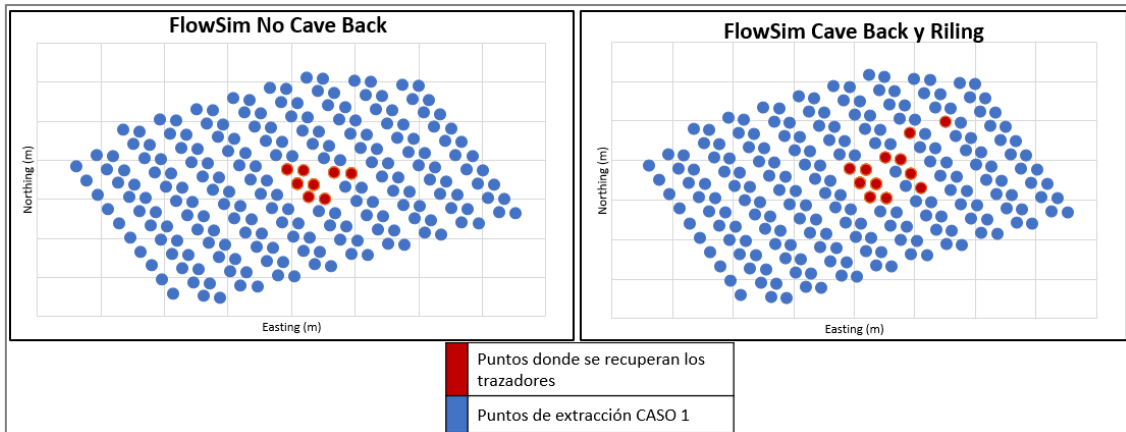 FlowSim No Cave Back
Northing (m)
Easting (m)
FlowSim Cave Back y Riling
Northing (m)
Easting (m)
Puntos donde se recuperan los
trazadores
Puntos de extracción CASO 1